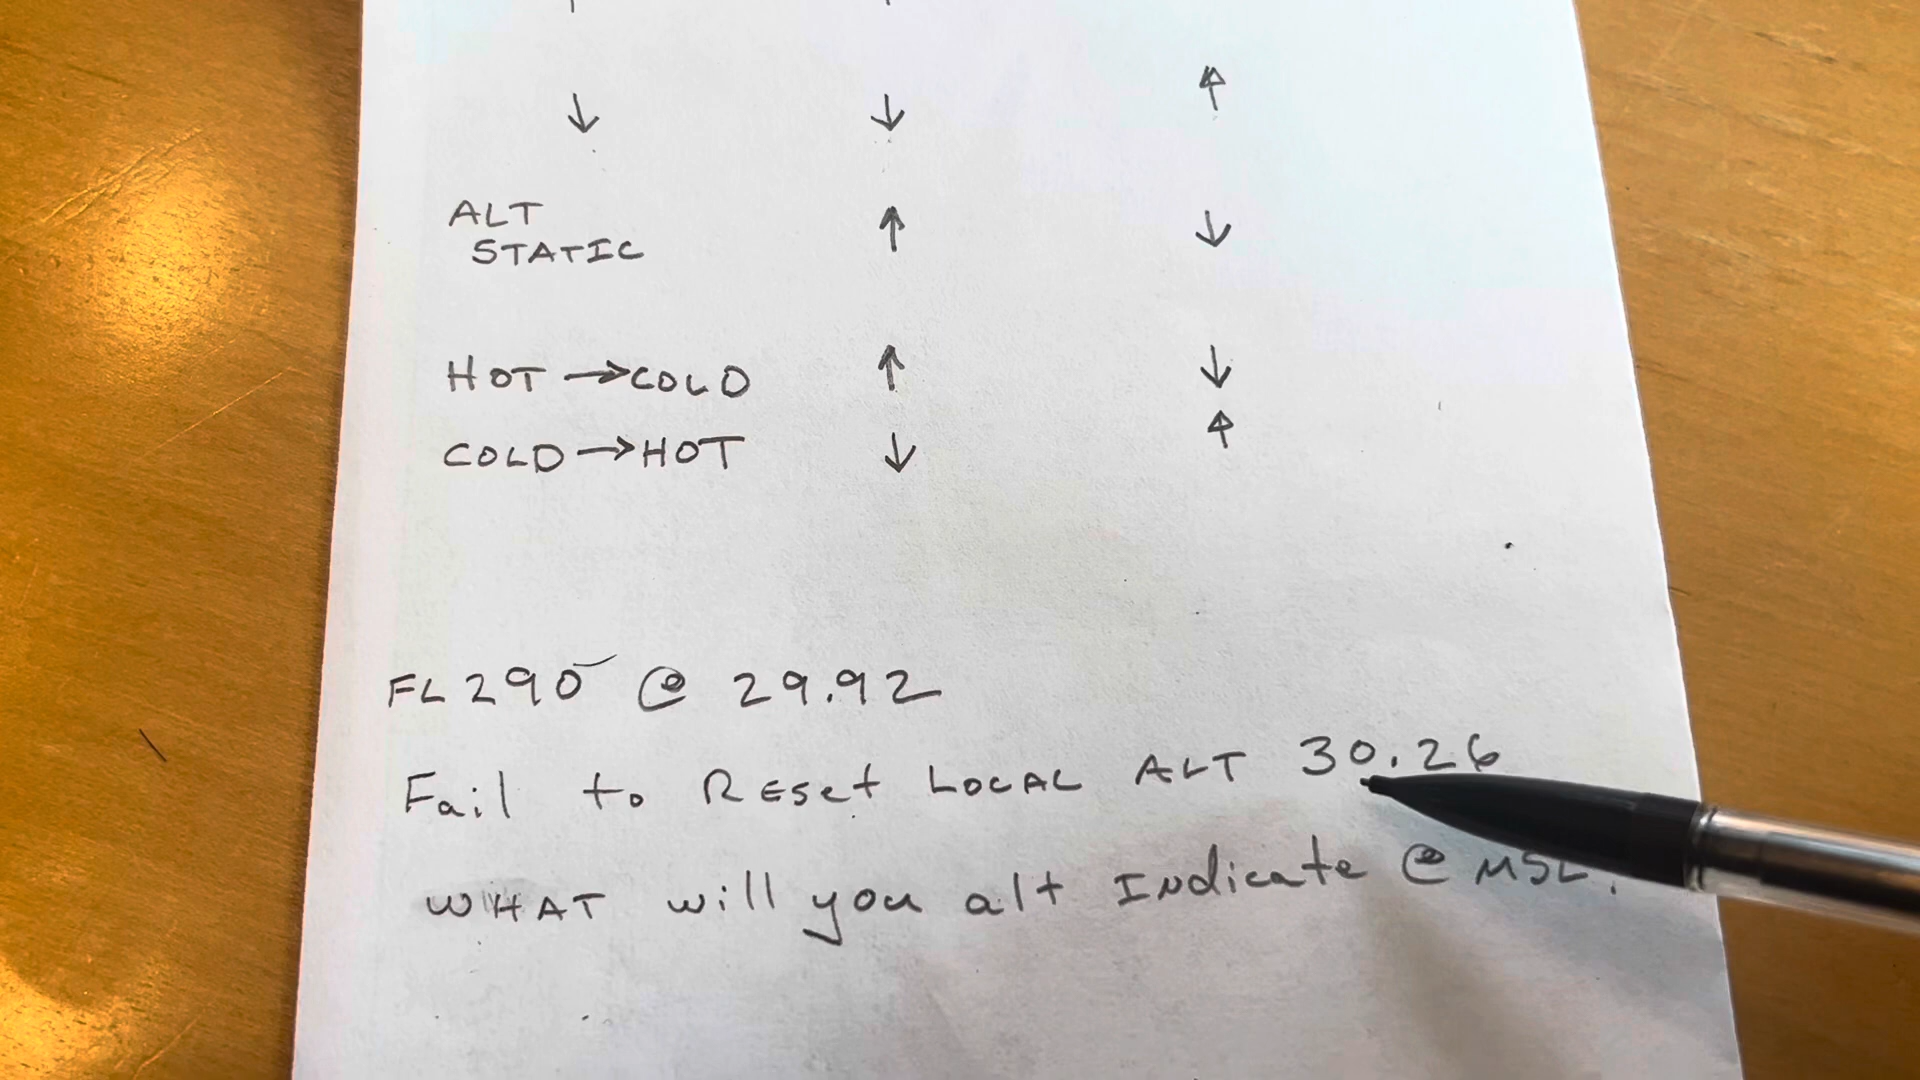 ↓ ↓ ↑
ALT
STATIC ↑ ↓
HOT → COLD ↑ ↓
COLD → HOT ↓ ↑
FL290 @ 29.92
Fail to Reset LOCAL ALT 30.26
WHAT will you alt Indicate @ MSL.